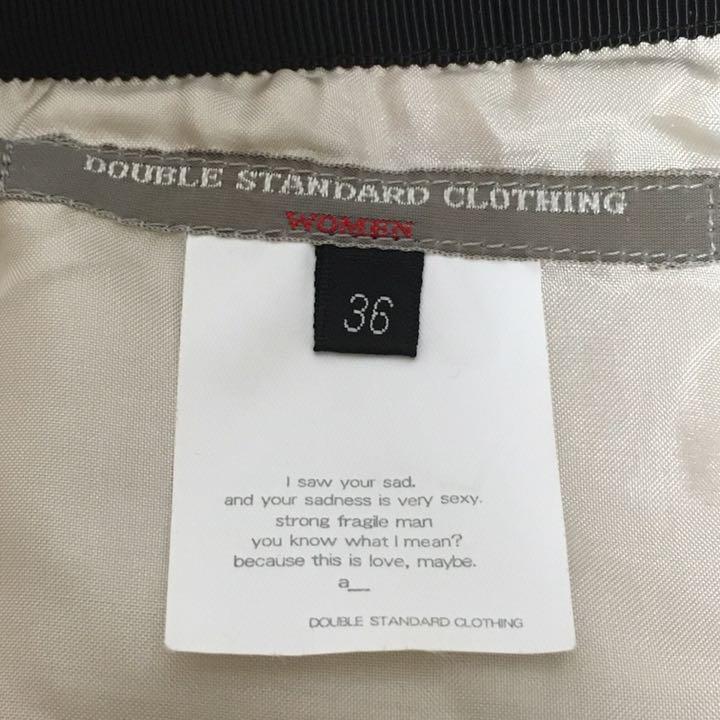 DOUBLE STANDARD CLOTHING
WOMEN
36
I saw your sad.
and your sadness is very sexy.
strong fragile man
you know what I mean?
because this is love, maybe.
a__
DOUBLE STANDARD CLOTHING